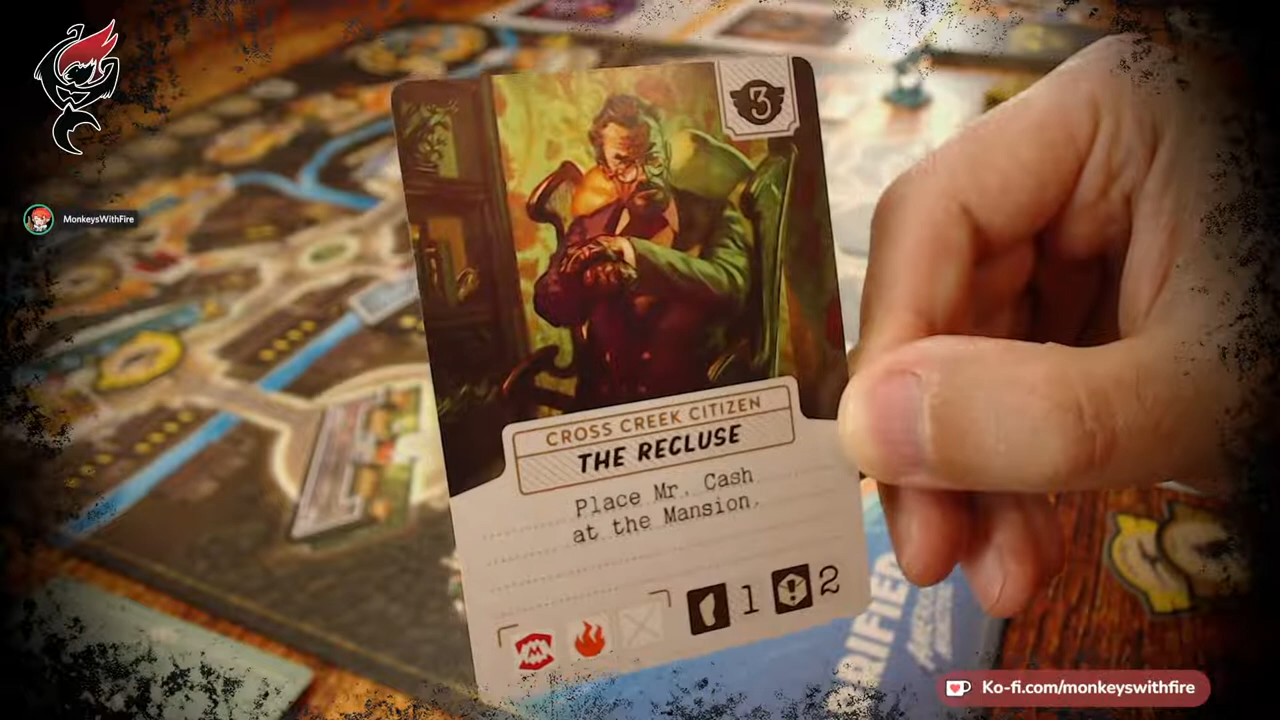 MonkeysWithFire
3
CROSS CREEK CITIZEN
THE RECLUSE
Place Mr. Cash
at the Mansion.
M
1 2
RIFIED
Ko-fi.com/monkeyswithfire